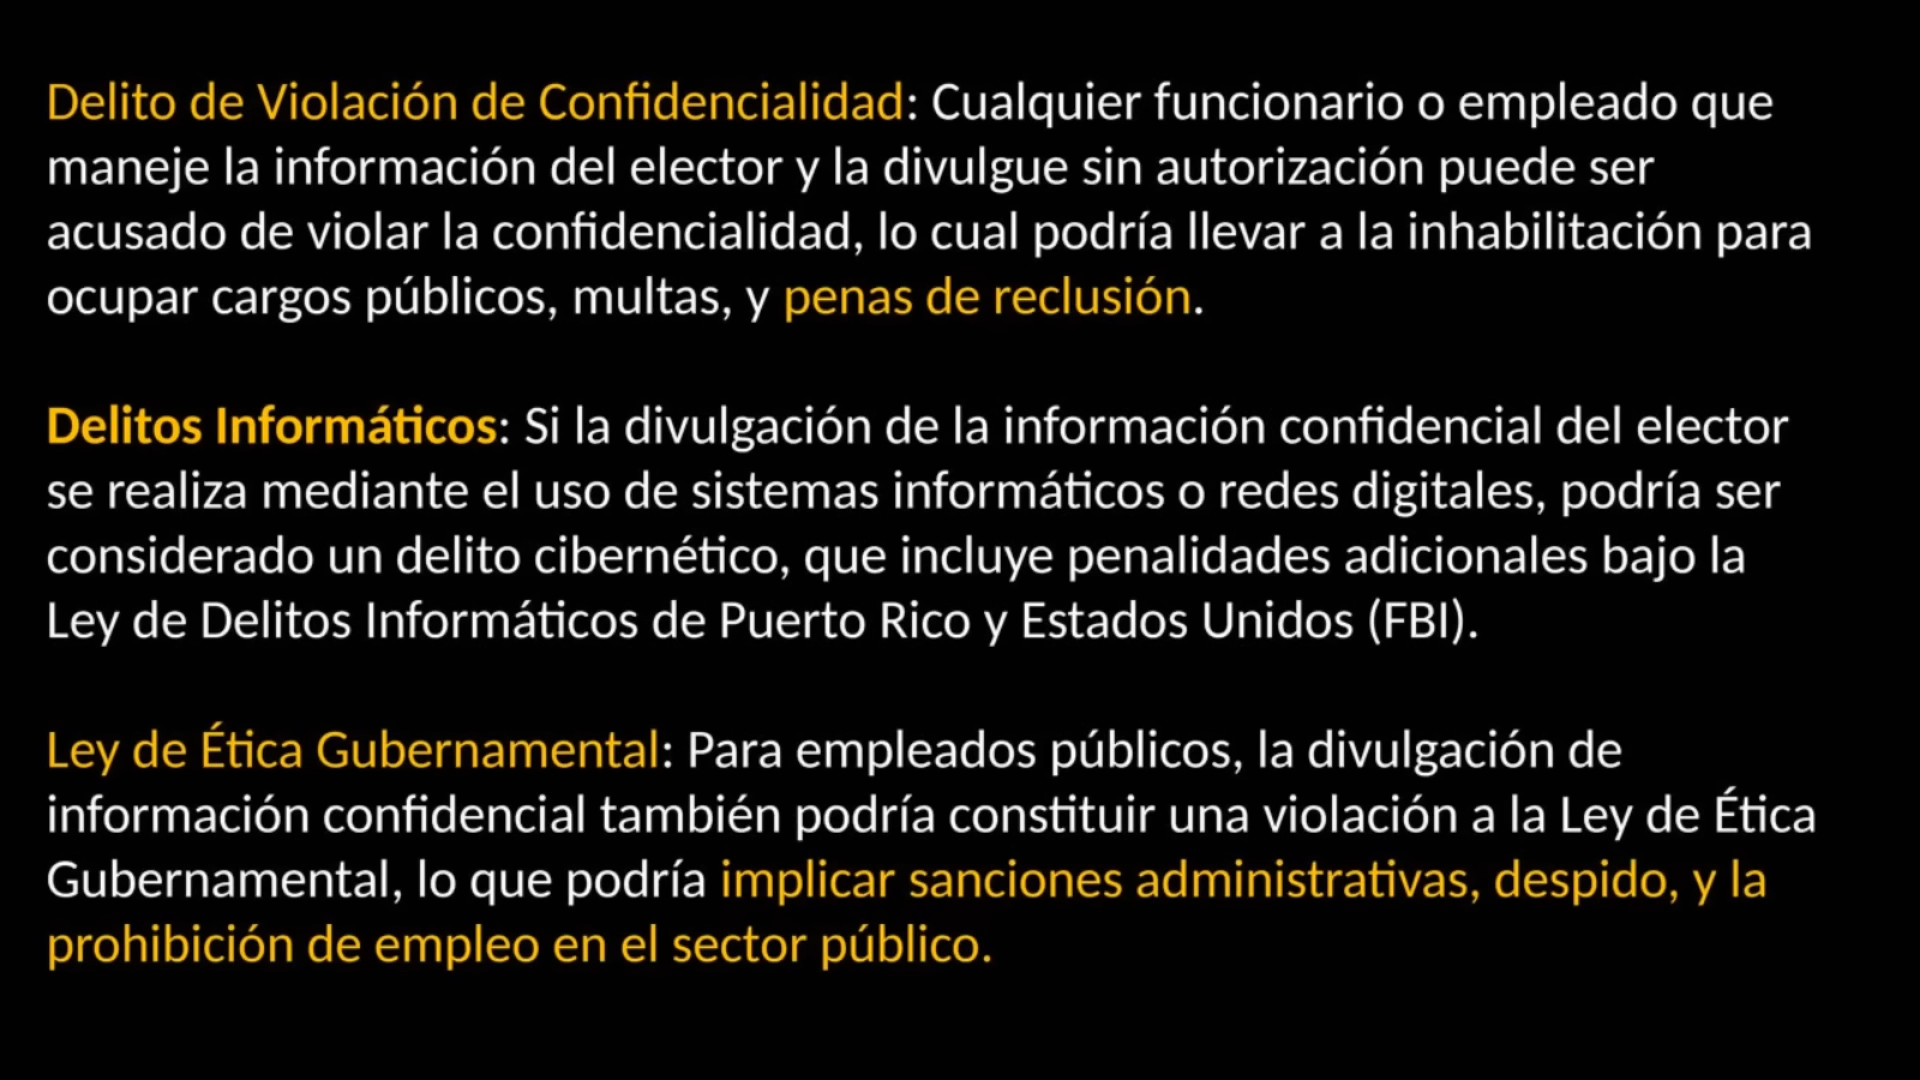 Delito de Violación de Confidencialidad: Cualquier funcionario o empleado que
maneje la información del elector y la divulgue sin autorización puede ser
acusado de violar la confidencialidad, lo cual podría llevar a la inhabilitación para
ocupar cargos públicos, multas, y penas de reclusión.
Delitos Informáticos: Si la divulgación de la información confidencial del elector
se realiza mediante el uso de sistemas informáticos o redes digitales, podría ser
considerado un delito cibernético, que incluye penalidades adicionales bajo la
Ley de Delitos Informáticos de Puerto Rico y Estados Unidos (FBI).
Ley de Ética Gubernamental: Para empleados públicos, la divulgación de
información confidencial también podría constituir una violación a la Ley de Ética
Gubernamental, lo que podría implicar sanciones administrativas, despido, y la
prohibición de empleo en el sector público.